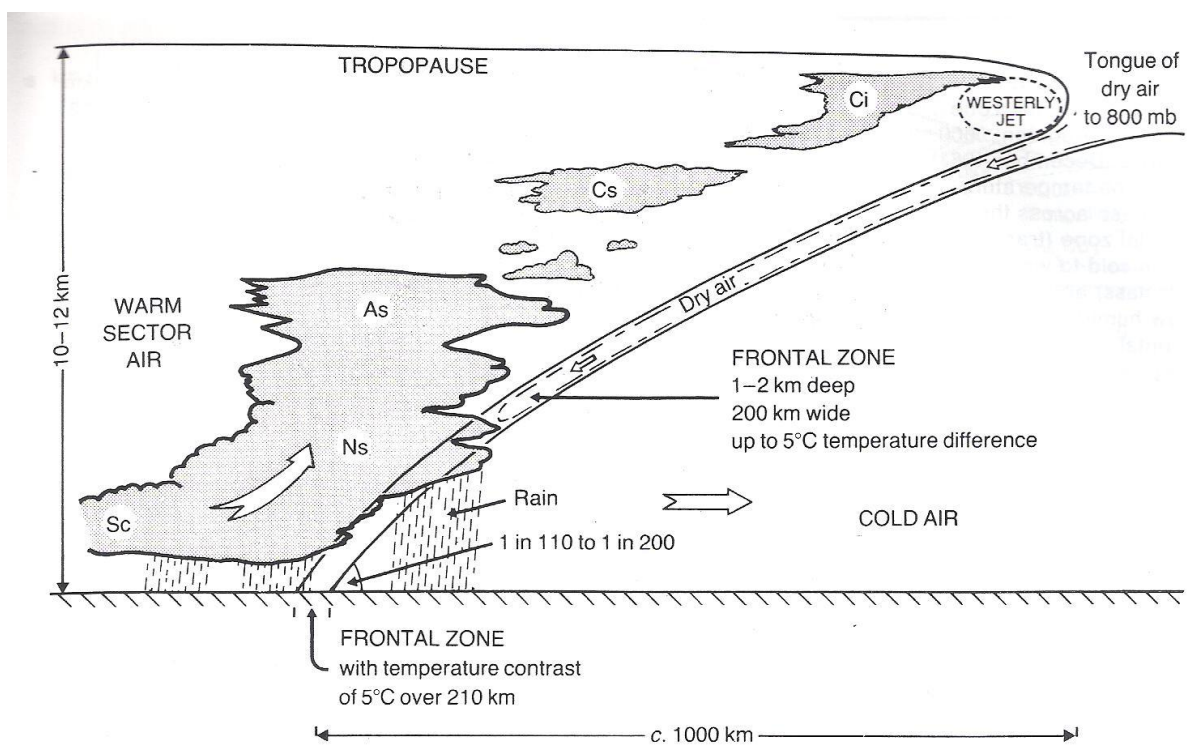 TROPOPAUSE
Ci
WESTERLY
JET
Tongue of
dry air
to 800 mb
Cs
10–12 km
WARM
SECTOR
AIR
As
Dry air
FRONTAL ZONE
1–2 km deep
200 km wide
up to 5°C temperature difference
Ns
Sc
Rain
1 in 110 to 1 in 200
COLD AIR
FRONTAL ZONE
with temperature contrast
of 5°C over 210 km
c. 1000 km